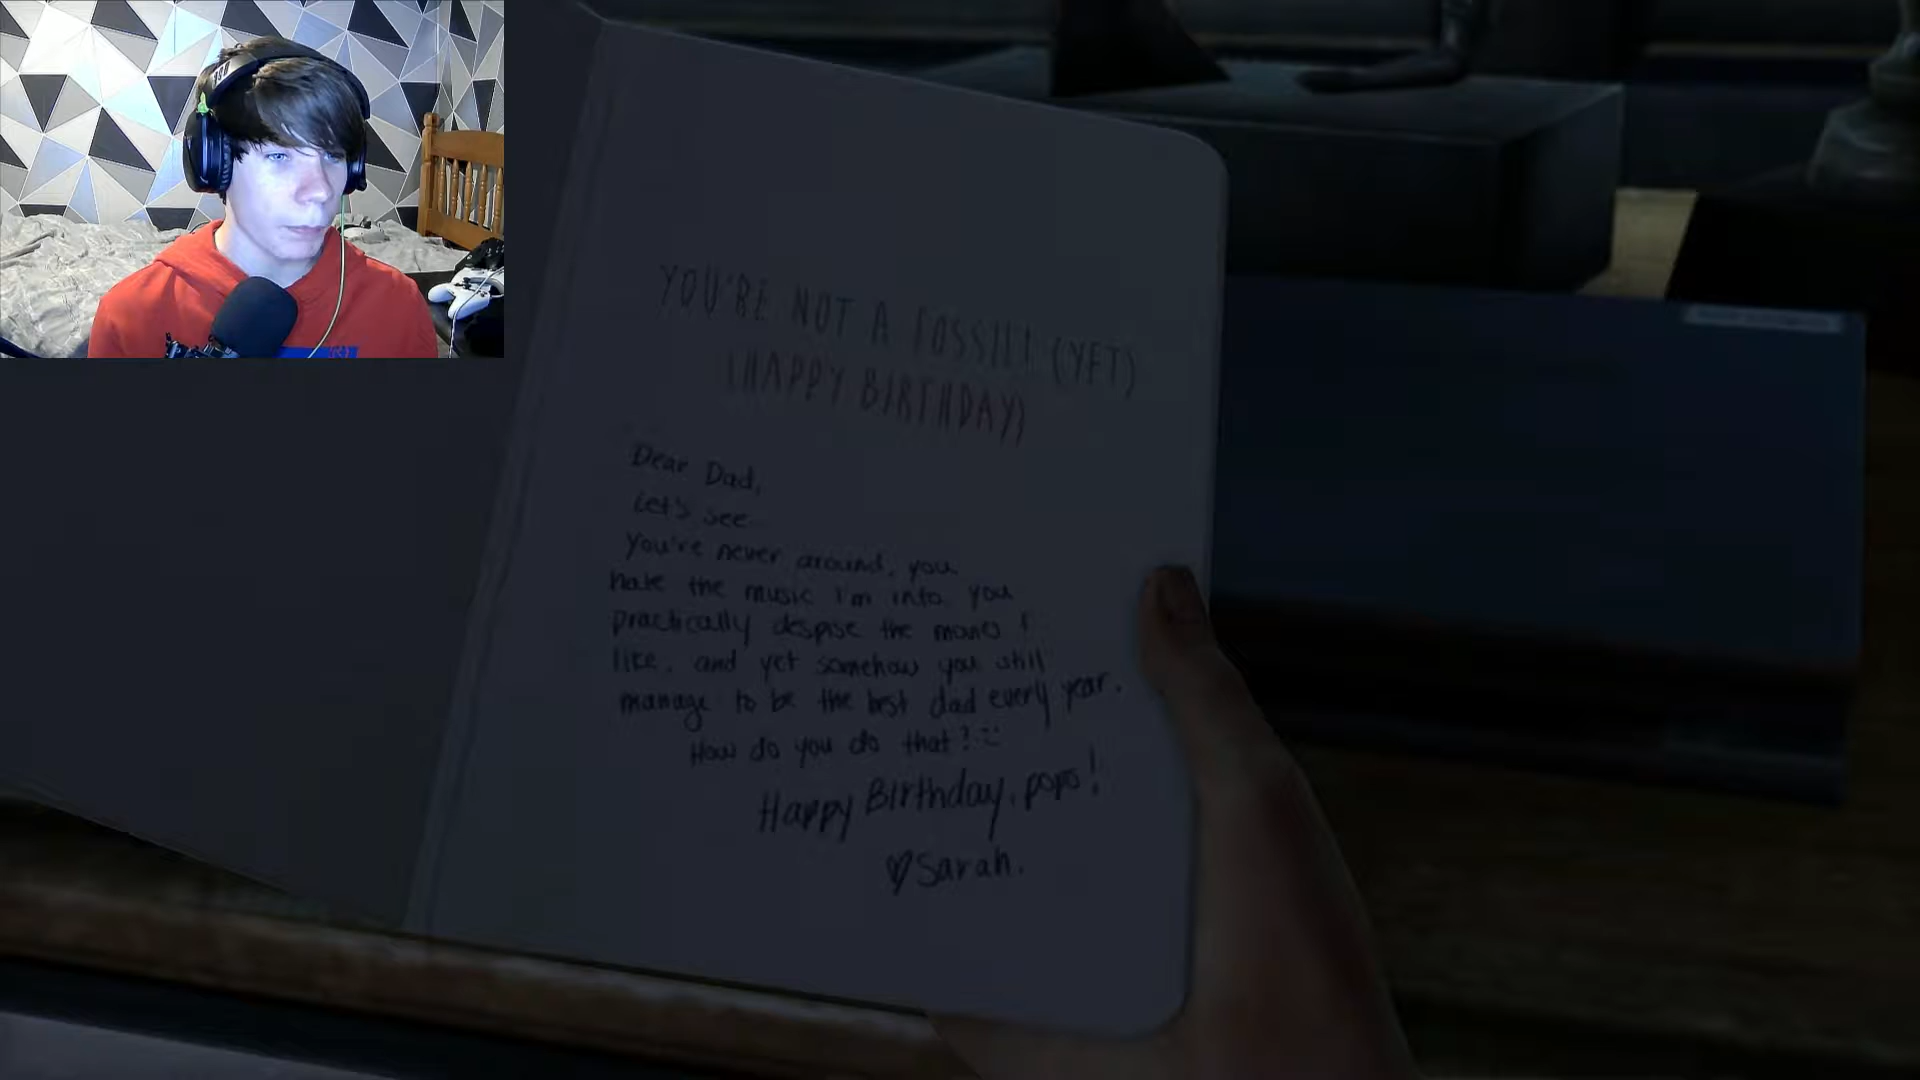 YOU'RE NOT A FOSSIL! (YET)
(HAPPY BIRTHDAY)
Dear Dad,
Let's see
You're never around, you
hate the music I'm into you
practically despise the movies I
like. and yet somehow you still
manage to be the best dad every year.
How do you do that? :)
Happy Birthday, papa!
♡ Sarah.